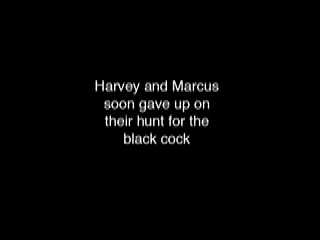 Harvey and Marcus
soon gave up on
their hunt for the
black cock